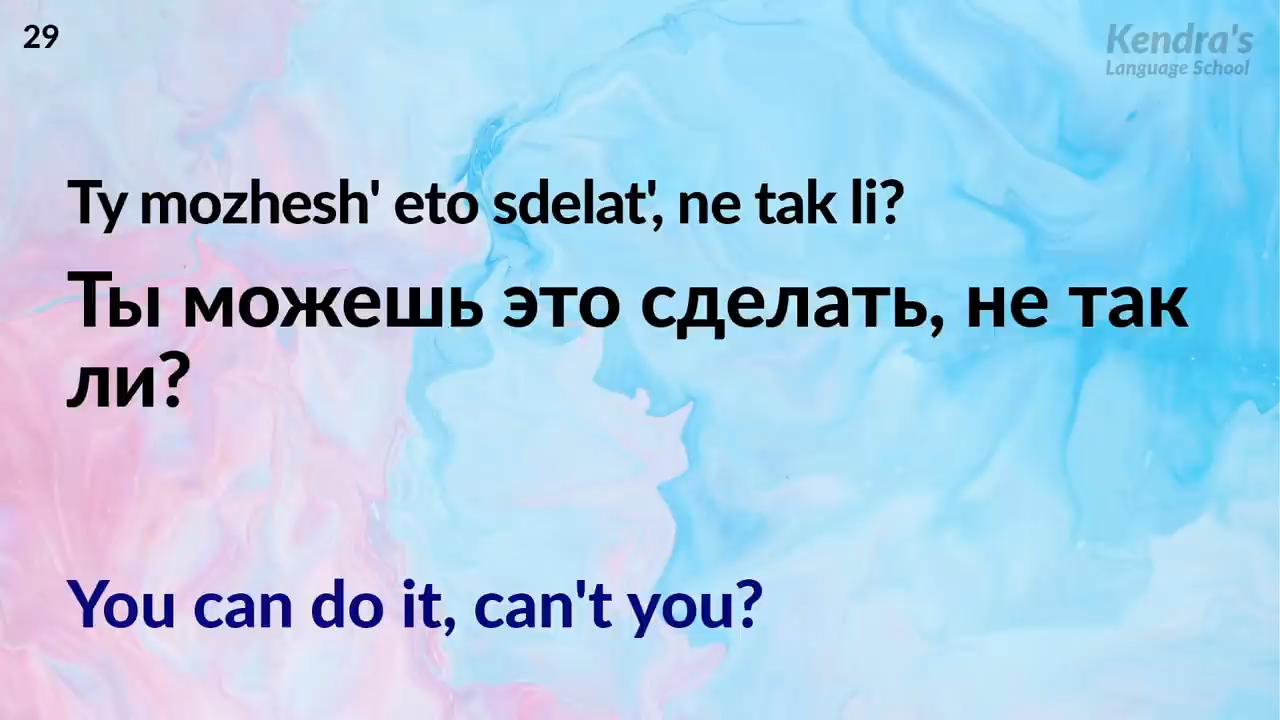 29
Kendra's
Language School
Ty mozhesh' eto sdelat', ne tak li?
Ты можешь это сделать, не так
ли?
You can do it, can't you?